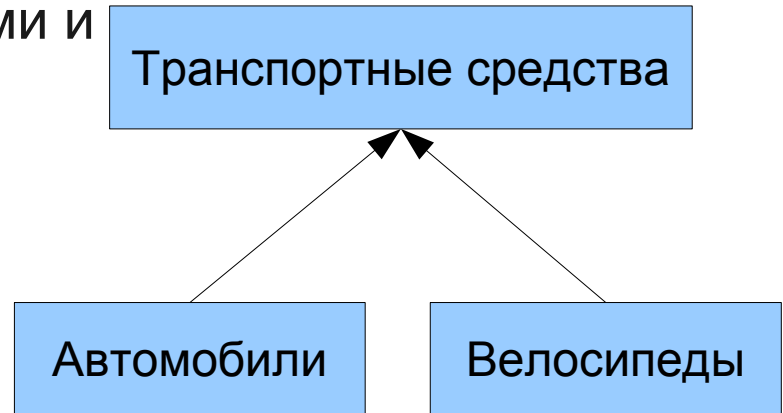 ми и
Транспортные средства
Автомобили
Велосипеды